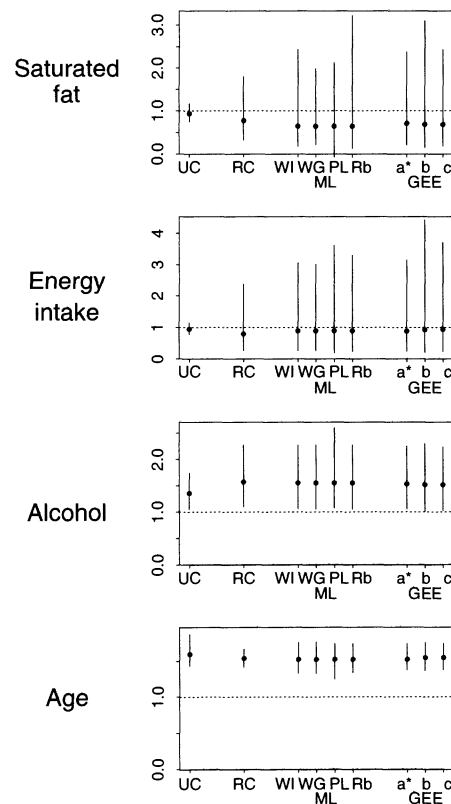 Saturated
fat
3.0
2.0
1.0
0.0
UC RC WI WG PL Rb a* b c
ML GEE
Energy
intake
4
3
2
1
0
UC RC WI WG PL Rb a* b c
ML GEE
Alcohol
2.0
1.0
0.0
UC RC WI WG PL Rb a* b c
ML GEE
Age
1.0
0.0
UC RC WI WG PL Rb a* b c
ML GEE